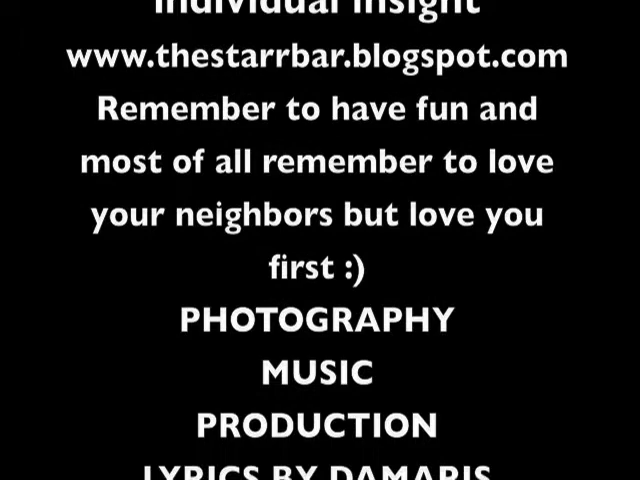 Individual Insight
www.thestarrbar.blogspot.com
Remember to have fun and
most of all remember to love
your neighbors but love you
first :)
PHOTOGRAPHY
MUSIC
PRODUCTION
LYRICS BY DAMARIS